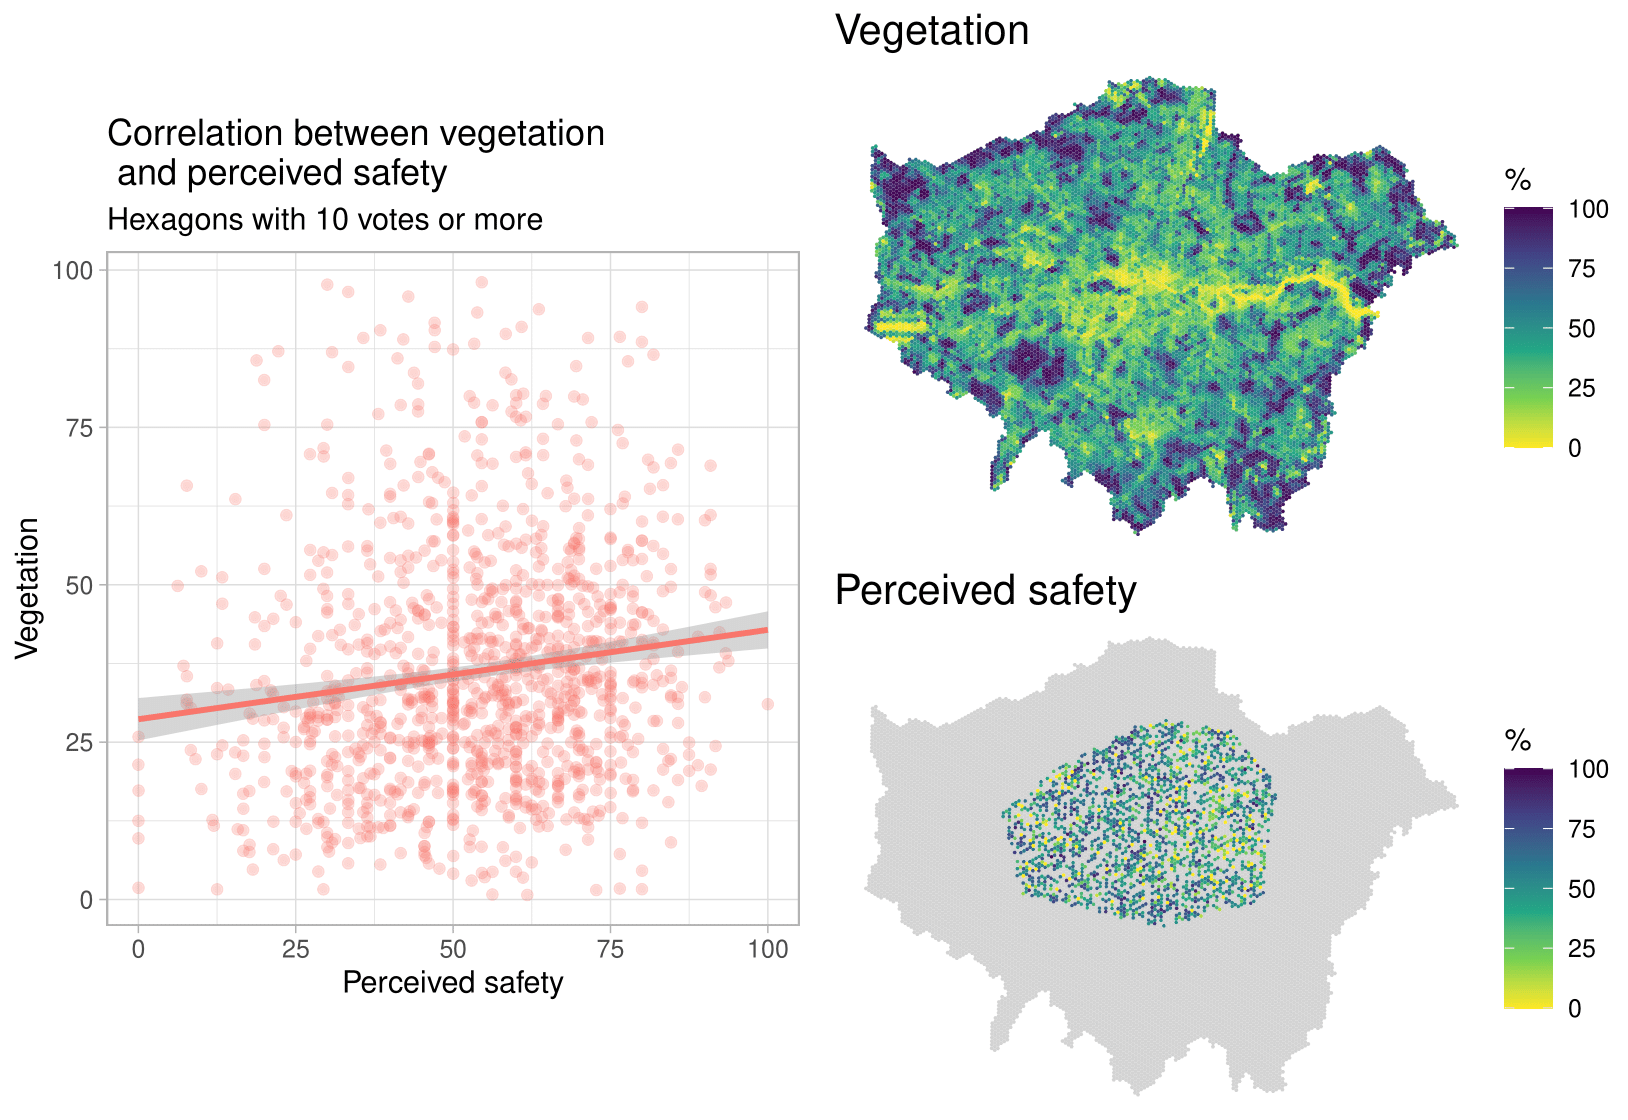 Correlation between vegetation
and perceived safety
Hexagons with 10 votes or more
100
75
50
25
0
Vegetation
0 25 50 75 100
Perceived safety
Vegetation
%
100
75
50
25
0
Perceived safety
%
100
75
50
25
0